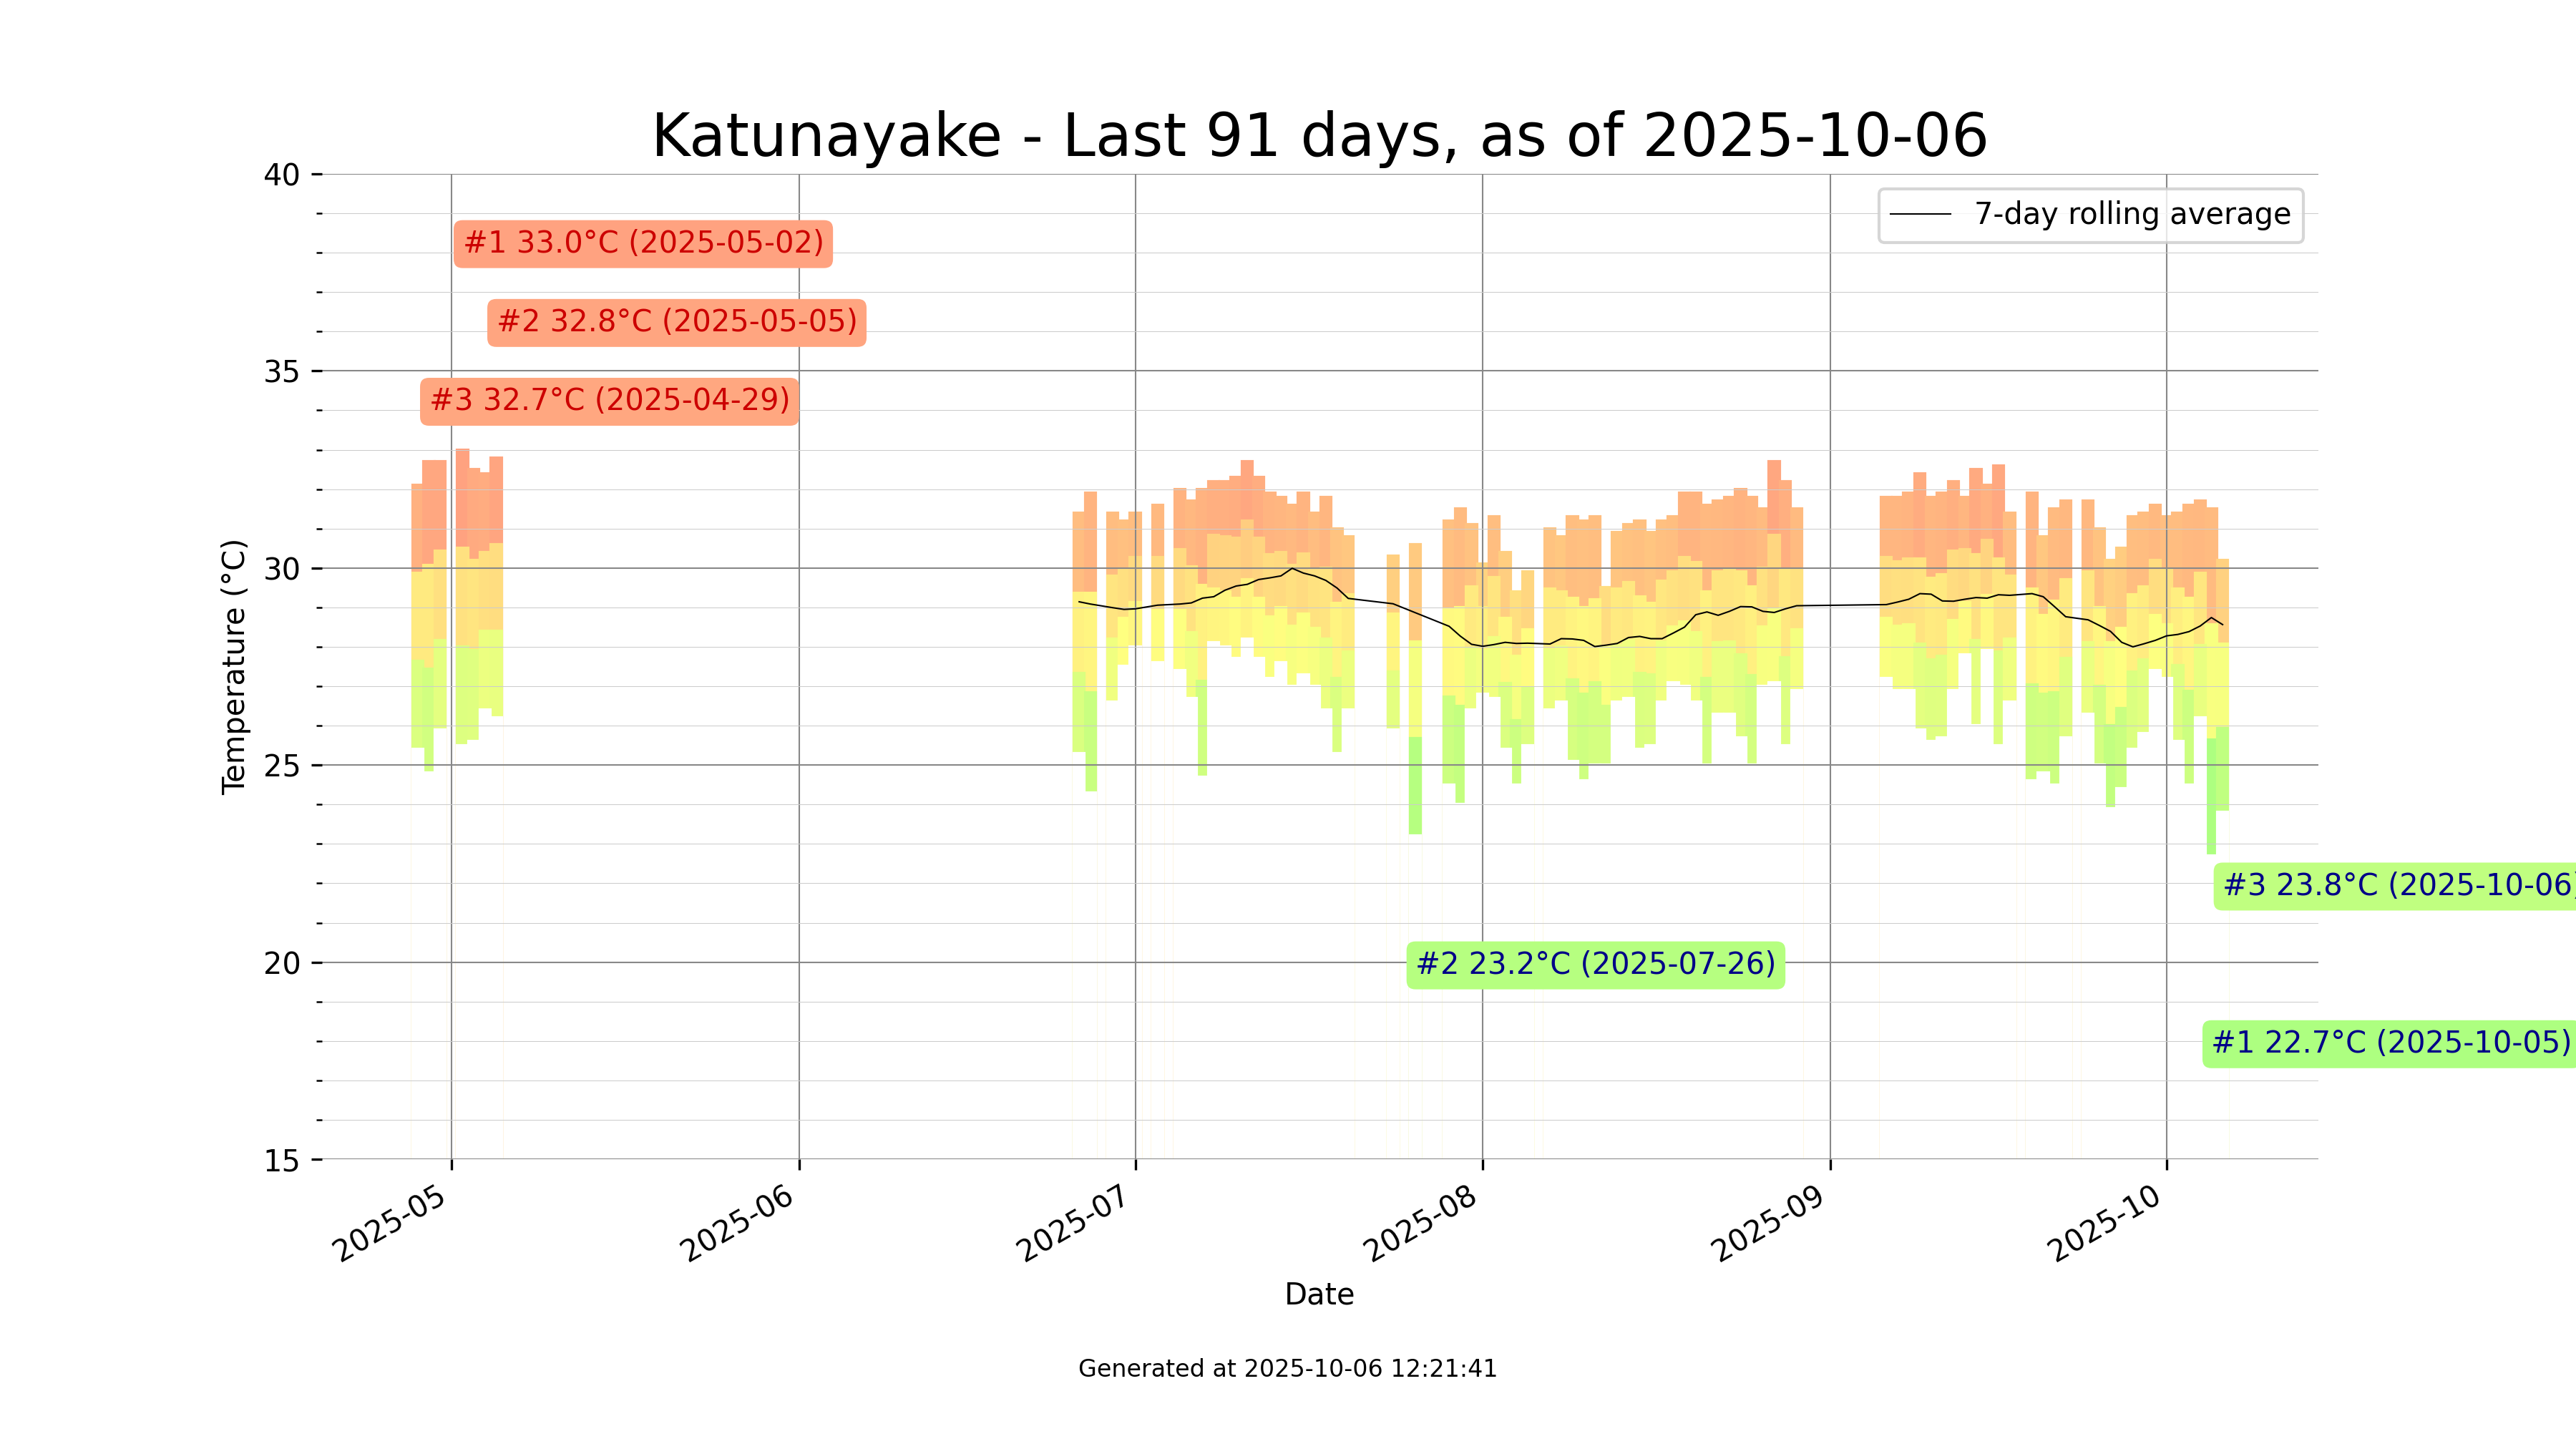 Katunayake - Last 91 days, as of 2025-10-06
40
7-day rolling average
#1 33.0°C (2025-05-02)
#2 32.8°C (2025-05-05)
35
#3 32.7°C (2025-04-29)
30
Temperature (°C)
25
#3 23.8°C (2025-10-06)
20
#2 23.2°C (2025-07-26)
#1 22.7°C (2025-10-05)
15
2025-05
2025-06
2025-07
2025-08
2025-09
2025-10
Date
Generated at 2025-10-06 12:21:41